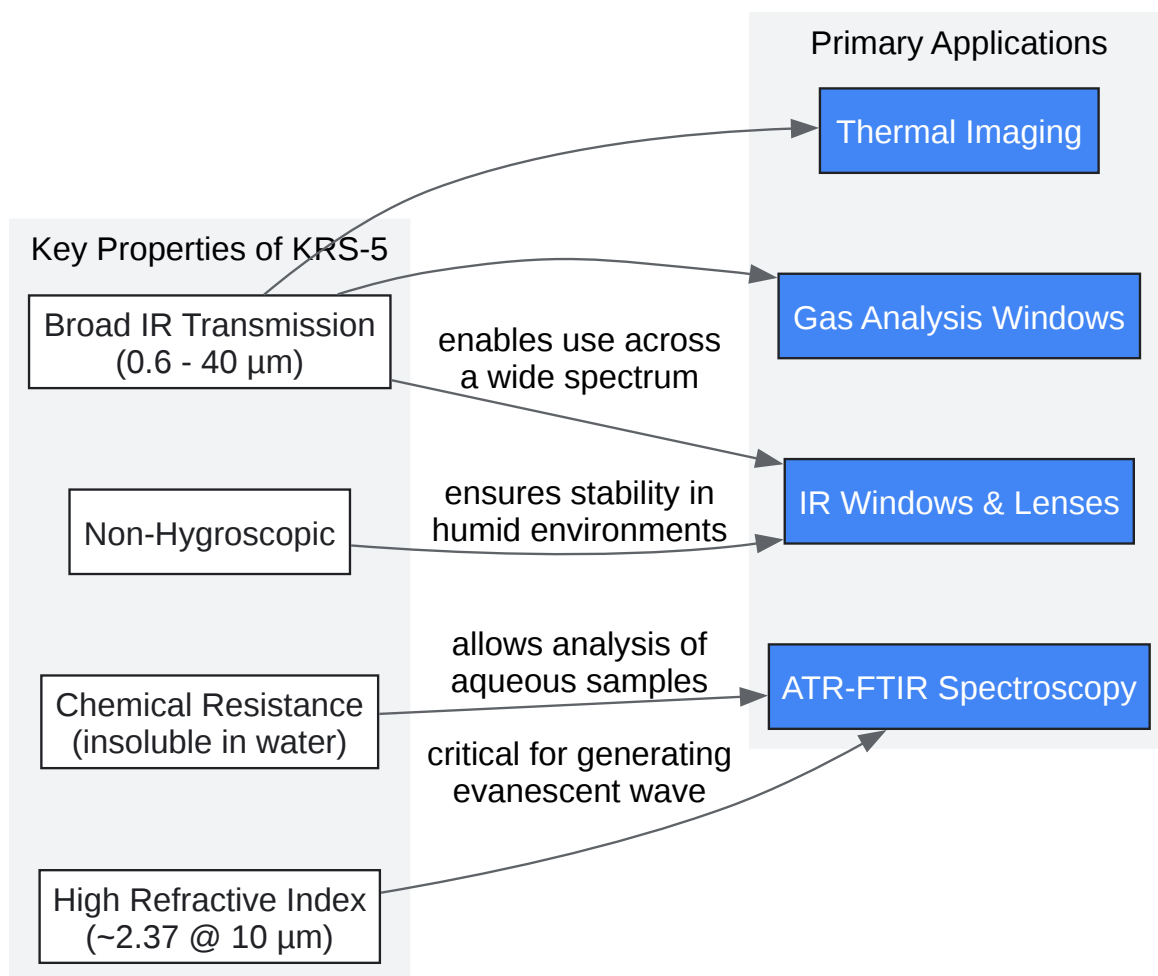 Primary Applications
Thermal Imaging
Key Properties of KRS-5
Broad IR Transmission
(0.6 - 40 µm)
Gas Analysis Windows
enables use across
a wide spectrum
IR Windows & Lenses
ensures stability in
humid environments
Non-Hygroscopic
allows analysis of
aqueous samples
ATR-FTIR Spectroscopy
Chemical Resistance
(insoluble in water)
critical for generating
evanescent wave
High Refractive Index
(~2.37 @ 10 µm)